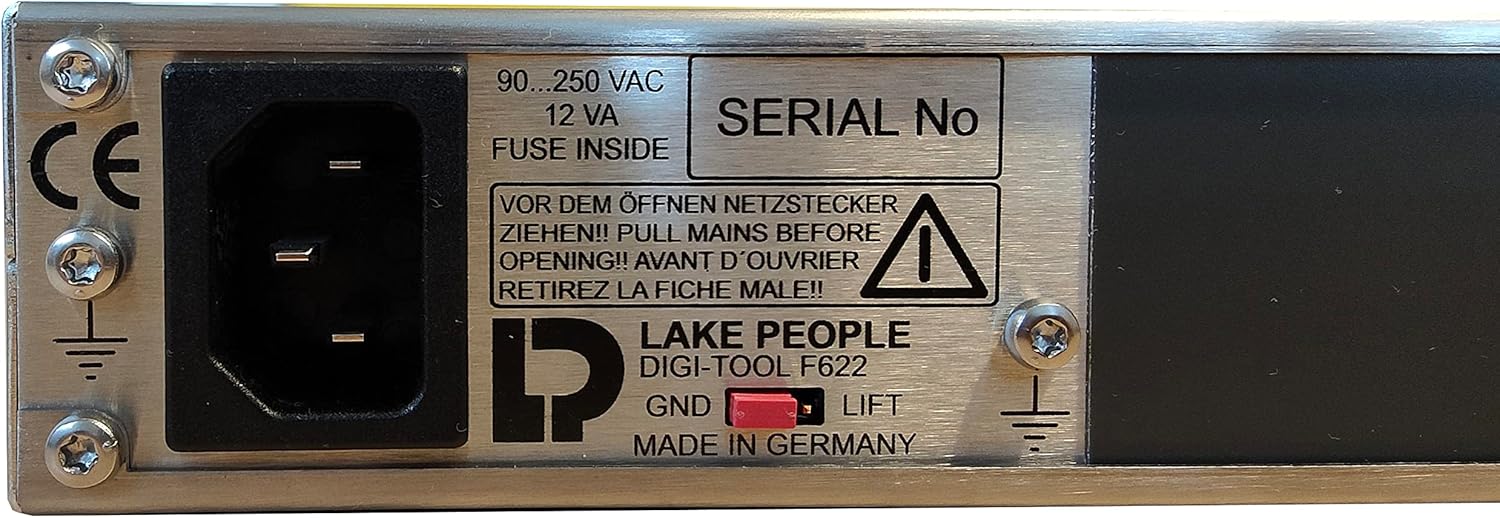 CE
90...250 VAC
12 VA
FUSE INSIDE
SERIAL No
VOR DEM ÖFFNEN NETZSTECKER
ZIEHEN!! PULL MAINS BEFORE
OPENING!! AVANT D´OUVRIER
RETIREZ LA FICHE MALE!!
LP
LAKE PEOPLE
DIGI-TOOL F622
GND LIFT
MADE IN GERMANY